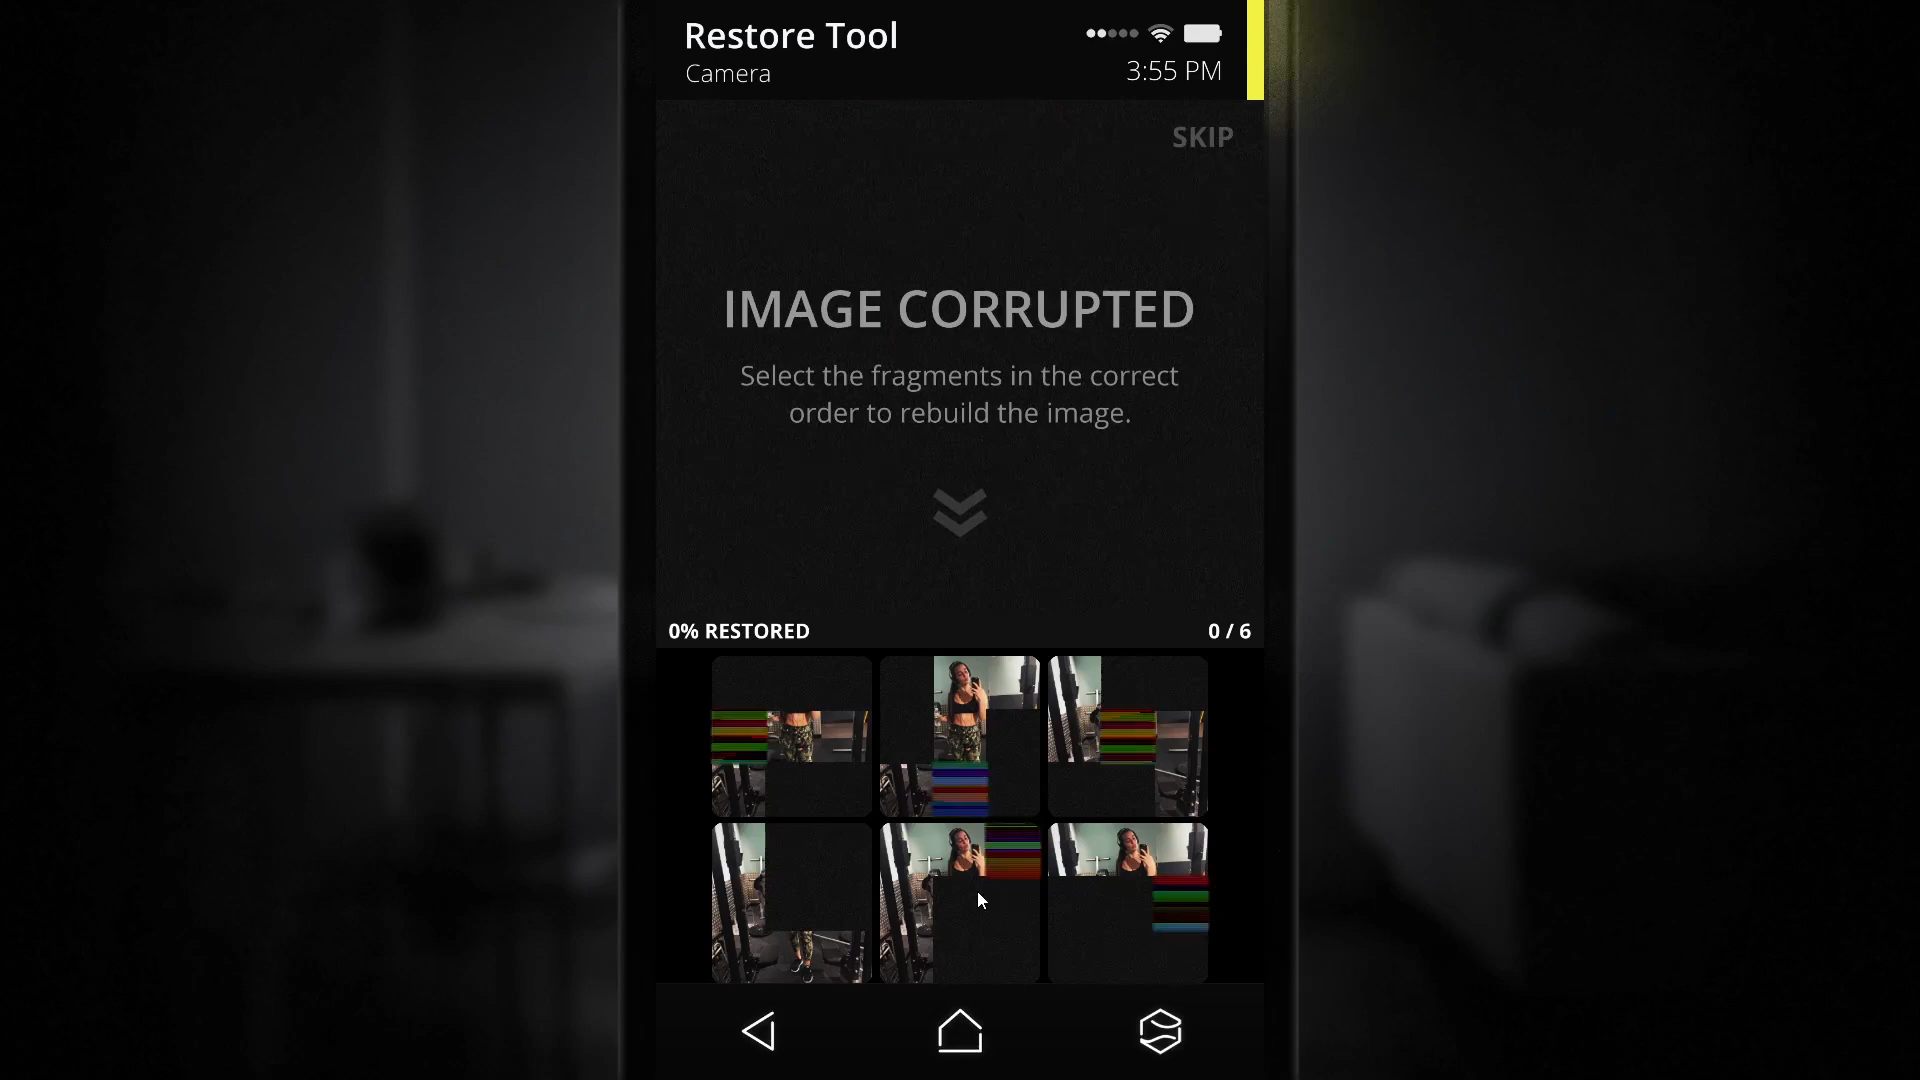 Restore Tool
Camera
3:55 PM
SKIP
IMAGE CORRUPTED
Select the fragments in the correct
order to rebuild the image.
0% RESTORED
0 / 6